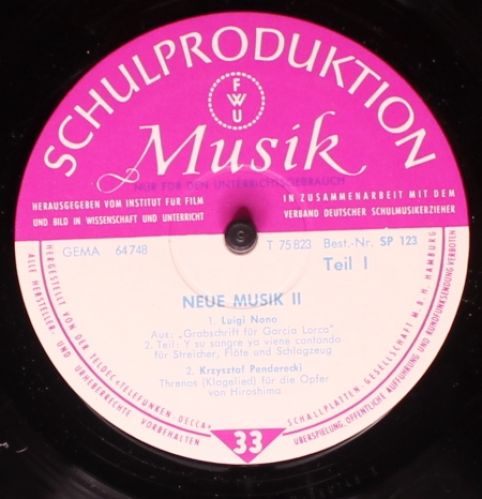 SCHULPRODUKTION
FWU
Musik
NUR FÜR DEN UNTERRICHTSGEBRAUCH
HERAUSGEGEBEN VOM INSTITUT FÜR FILM
UND BILD IN WISSENSCHAFT UND UNTERRICHT
IN ZUSAMMENARBEIT MIT DEM
VERBAND DEUTSCHER SCHULMUSIKERZIEHER
GEMA 64748
T 75823 Best.-Nr. SP 123
Teil I
NEUE MUSIK II
1. Luigi Nono
Aus: „Grabschrift für García Lorca"
2. Teil: Y su sangre ya viene cantando
für Streicher, Flöte und Schlagzeug
2. Krzysztof Penderecki
Threnos (Klagelied) für die Opfer
von Hiroshima
33
HERGESTELLT VON DER TELDEC »TELEFUNKEN-DECCA« SCHALLPLATTEN GESELLSCHAFT M.B.H. HAMBURG
ALLE HERSTELLER- UND URHEBERRECHTE VORBEHALTEN
ÜBERSPIELUNG, ÖFFENTLICHE AUFFÜHRUNG UND RUNDFUNKSENDUNG VERBOTEN